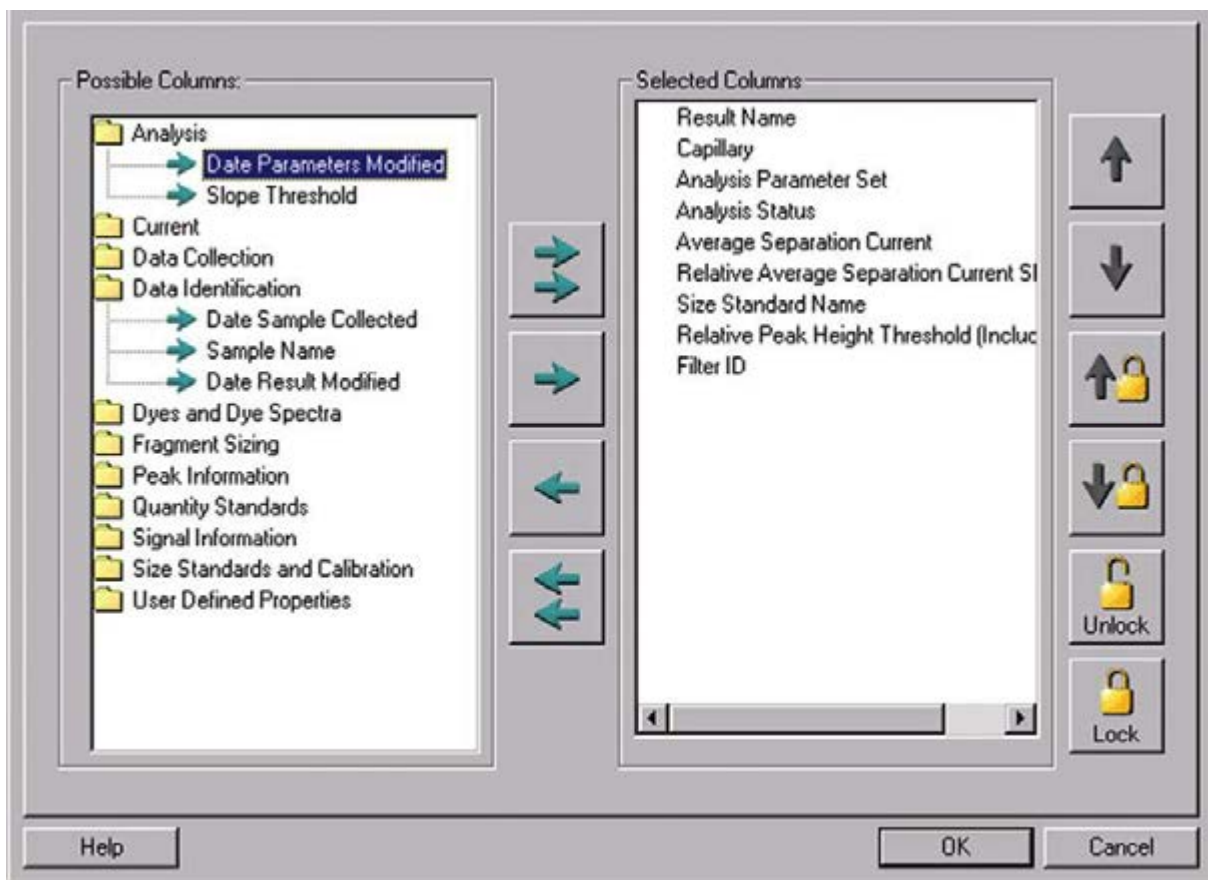 Possible Columns:
Analysis
Date Parameters Modified
Slope Threshold
Current
Data Collection
Data Identification
Date Sample Collected
Sample Name
Date Result Modified
Dyes and Dye Spectra
Fragment Sizing
Peak Information
Quantity Standards
Signal Information
Size Standards and Calibration
User Defined Properties
Selected Columns
Result Name
Capillary
Analysis Parameter Set
Analysis Status
Average Separation Current
Relative Average Separation Current Sl
Size Standard Name
Relative Peak Height Threshold (Includ
Filter ID
Unlock
Lock
Help
OK
Cancel